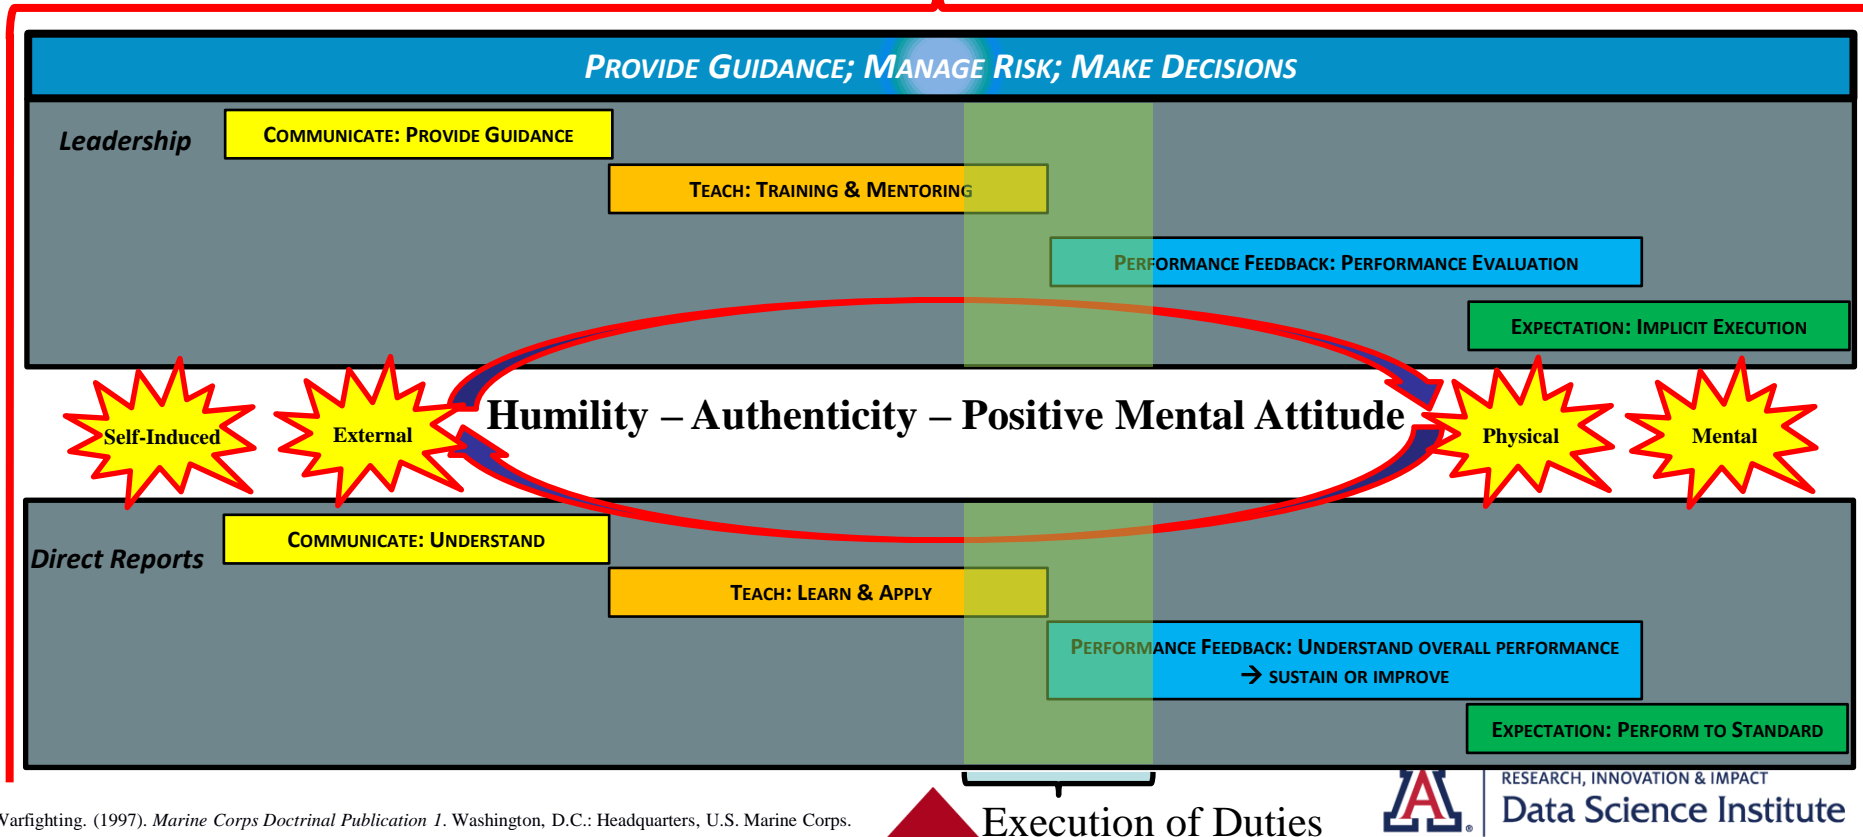 PROVIDE GUIDANCE; MANAGE RISK; MAKE DECISIONS
Leadership
COMMUNICATE: PROVIDE GUIDANCE
TEACH: TRAINING & MENTORING
PERFORMANCE FEEDBACK: PERFORMANCE EVALUATION
EXPECTATION: IMPLICIT EXECUTION
Self-Induced
External
Humility – Authenticity – Positive Mental Attitude
Physical
Mental
Direct Reports
COMMUNICATE: UNDERSTAND
TEACH: LEARN & APPLY
PERFORMANCE FEEDBACK: UNDERSTAND OVERALL PERFORMANCE
→ SUSTAIN OR IMPROVE
EXPECTATION: PERFORM TO STANDARD
Warfighting. (1997). Marine Corps Doctrinal Publication 1. Washington, D.C.: Headquarters, U.S. Marine Corps.
Execution of Duties
A
RESEARCH, INNOVATION & IMPACT
Data Science Institute